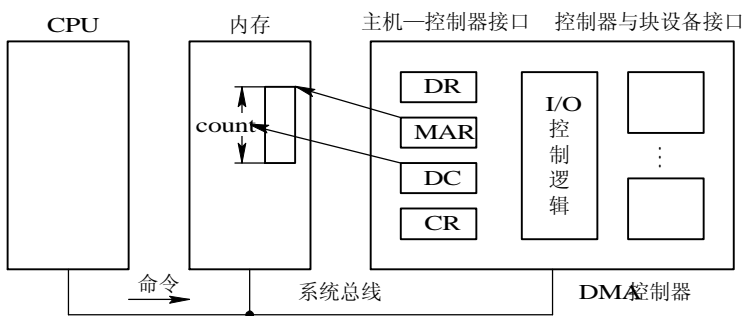 CPU
内存
主机—控制器接口
控制器与块设备接口
count
DR
MAR
DC
CR
I/O
控
制
逻
辑
⋮
命令
系统总线
DMA控制器